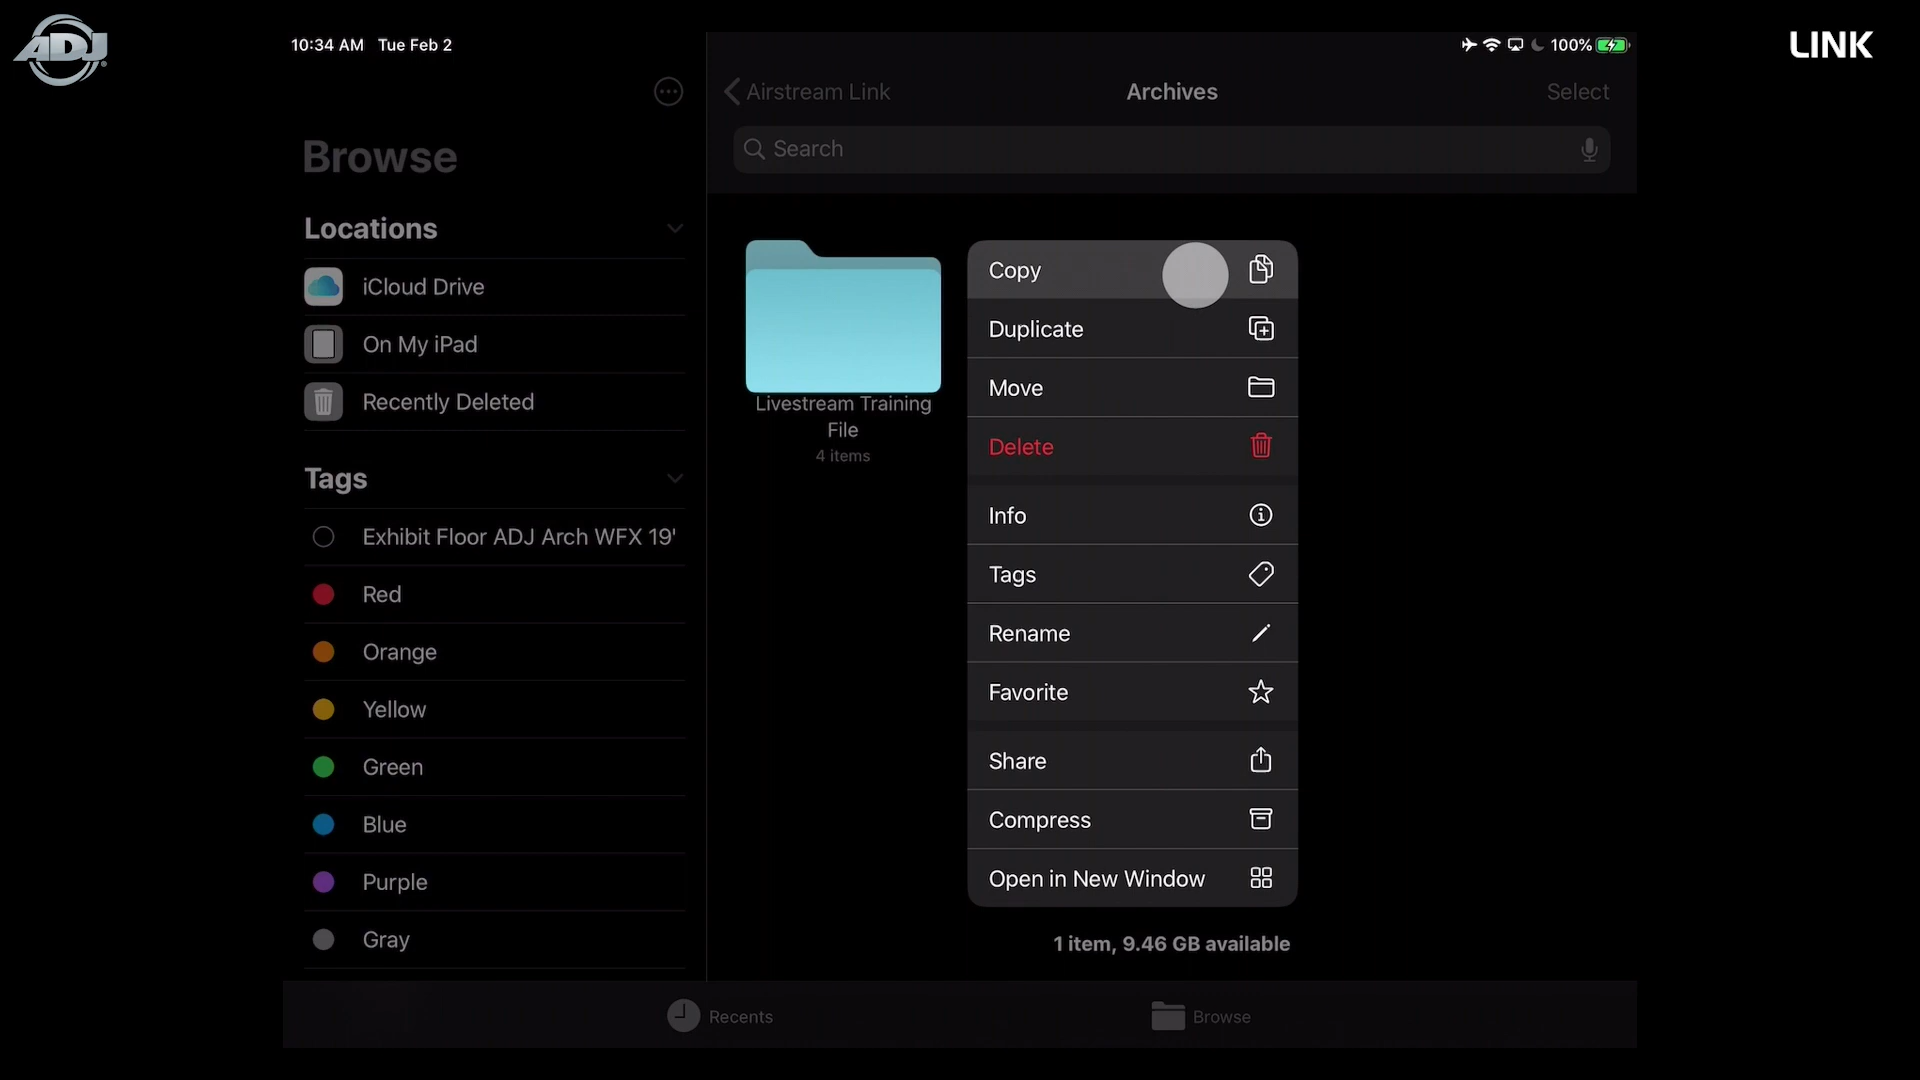 ADJ
10:34 AM Tue Feb 2
100%
LINK
Airstream Link
Archives
Select
Search
Browse
Locations
iCloud Drive
On My iPad
Recently Deleted
Tags
Exhibit Floor ADJ Arch WFX 19'
Red
Orange
Yellow
Green
Blue
Purple
Gray
Livestream Training
File
4 items
Copy
Duplicate
Move
Delete
Info
Tags
Rename
Favorite
Share
Compress
Open in New Window
1 item, 9.46 GB available
Recents
Browse